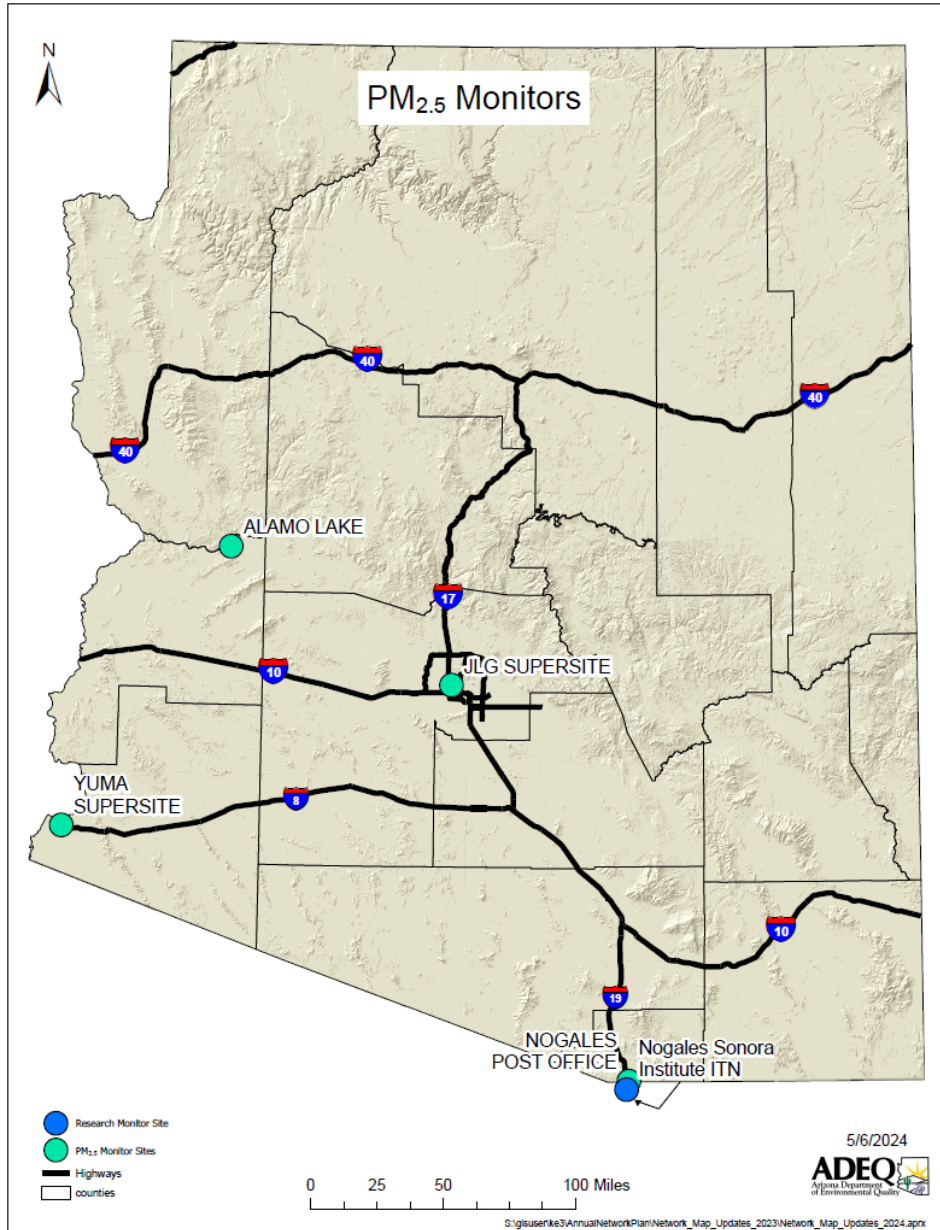 N
PM2.5 Monitors
40
40
40
ALAMO LAKE
17
10
JLG SUPERSITE
YUMA
SUPERSITE
8
10
19
NOGALES
POST OFFICE
Nogales Sonora
Institute ITN
Research Monitor Site
PM2.5 Monitor Sites
Highways
counties
0 25 50 100 Miles
5/6/2024
ADEQ
Arizona Department
of Environmental Quality
S:\gisuser\ke3\AnnualNetworkPlan\Network_Map_Updates_2023\Network_Map_Updates_2024.aprx